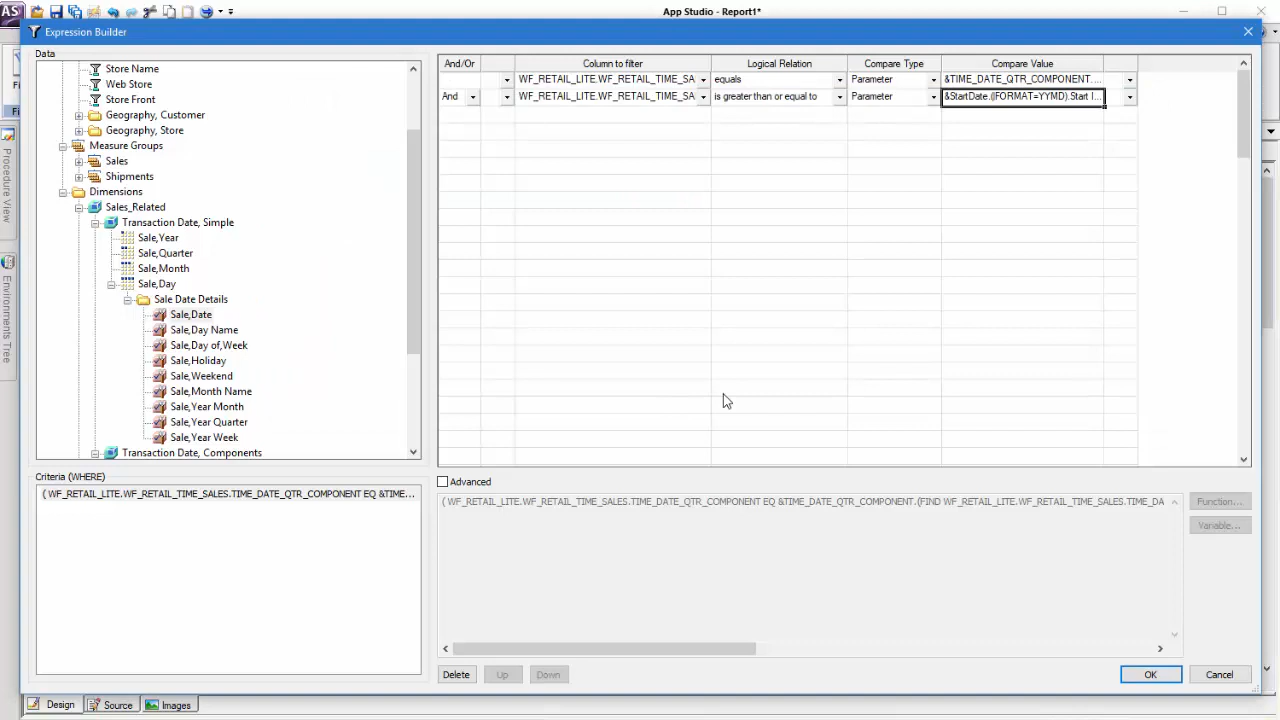 AS
App Studio - Report1*
Expression Builder
Data
Store Name
Web Store
Store Front
Geography, Customer
Geography, Store
Measure Groups
Sales
Shipments
Dimensions
Sales_Related
Transaction Date, Simple
Sale,Year
Sale,Quarter
Sale,Month
Sale,Day
Sale Date Details
Sale,Date
Sale,Day Name
Sale,Day of,Week
Sale,Holiday
Sale,Weekend
Sale,Month Name
Sale,Year Month
Sale,Year Quarter
Sale,Year Week
Transaction Date, Components
And/Or Column to filter Logical Relation Compare Type Compare Value
WF_RETAIL_LITE.WF_RETAIL_TIME_SA equals Parameter &TIME_DATE_QTR_COMPONENT....
And WF_RETAIL_LITE.WF_RETAIL_TIME_SA is greater than or equal to Parameter &StartDate.(|FORMAT=YYMD).Start I...
Criteria (WHERE)
( WF_RETAIL_LITE.WF_RETAIL_TIME_SALES.TIME_DATE_QTR_COMPONENT EQ &TIME...
Advanced
( WF_RETAIL_LITE.WF_RETAIL_TIME_SALES.TIME_DATE_QTR_COMPONENT EQ &TIME_DATE_QTR_COMPONENT.(FIND WF_RETAIL_LITE.WF_RETAIL_TIME_SALES.TIME_DA
Function...
Variable...
Delete Up Down OK Cancel
Procedure View
Environments Tree
Design Source Images